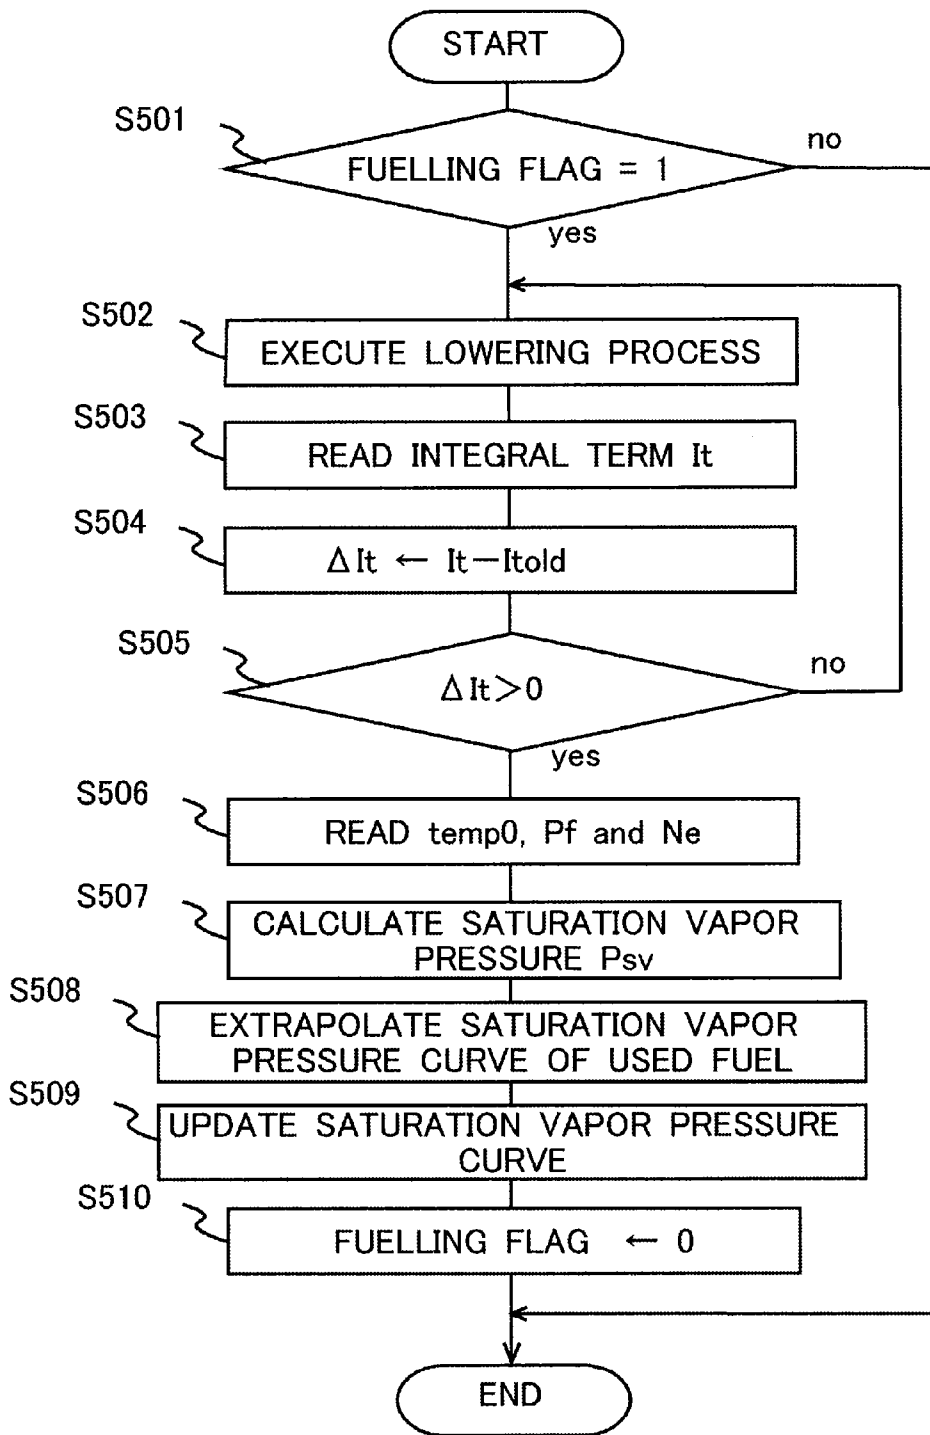 START
S501
FUELLING FLAG = 1
no
yes
S502
EXECUTE LOWERING PROCESS
S503
READ INTEGRAL TERM It
S504
ΔIt ← It−Itold
S505
ΔIt>0
no
yes
S506
READ temp0, Pf and Ne
S507
CALCULATE SATURATION VAPOR
PRESSURE Psv
S508
EXTRAPOLATE SATURATION VAPOR
PRESSURE CURVE OF USED FUEL
S509
UPDATE SATURATION VAPOR PRESSURE
CURVE
S510
FUELLING FLAG ← 0
END